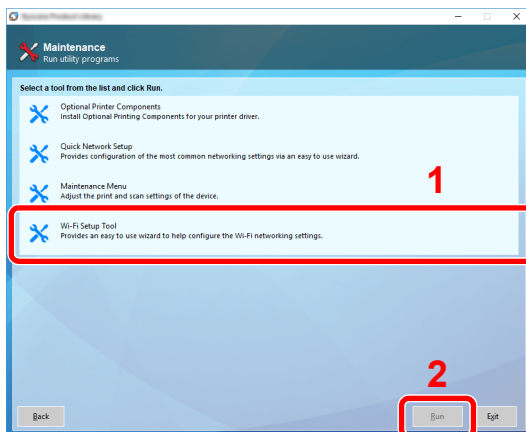 Maintenance
Run utility programs
Select a tool from the list and click Run.
Optional Printer Components
Install Optional Printing Components for your printer driver.
Quick Network Setup
Provides configuration of the most common networking settings via an easy to use wizard.
1
Maintenance Menu
Adjust the print and scan settings of the device.
Wi-Fi Setup Tool
Provides an easy to use wizard to help configure the Wi-Fi networking settings.
2
Back
Run
Exit